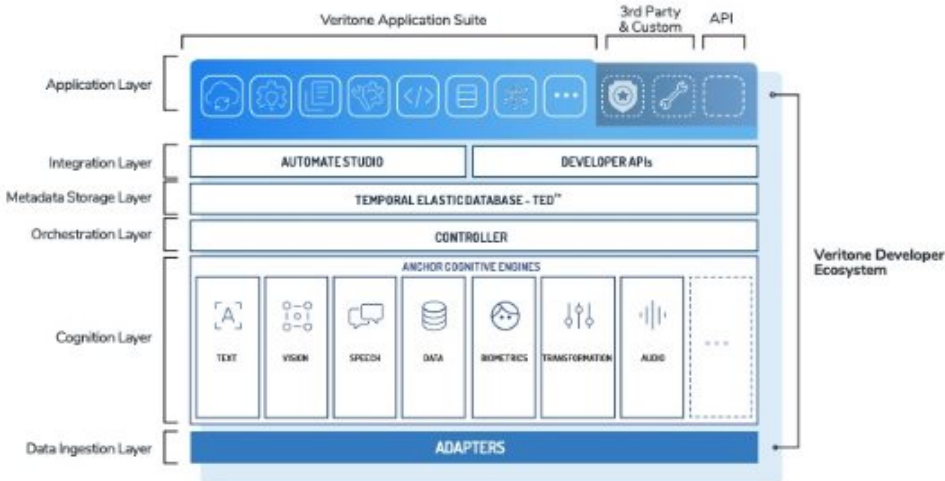 Veritone Application Suite
3rd Party
& Custom
API
Application Layer
Integration Layer
AUTOMATE STUDIO
DEVELOPER APIs
Metadata Storage Layer
TEMPORAL ELASTIC DATABASE - TED™
Orchestration Layer
CONTROLLER
ANCHOR COGNITIVE ENGINES
Cognition Layer
[A]
TEXT
VISION
SPEECH
DATA
BIOMETRICS
TRANSFORMATION
AUDIO
...
Data Ingestion Layer
ADAPTERS
Veritone Developer
Ecosystem